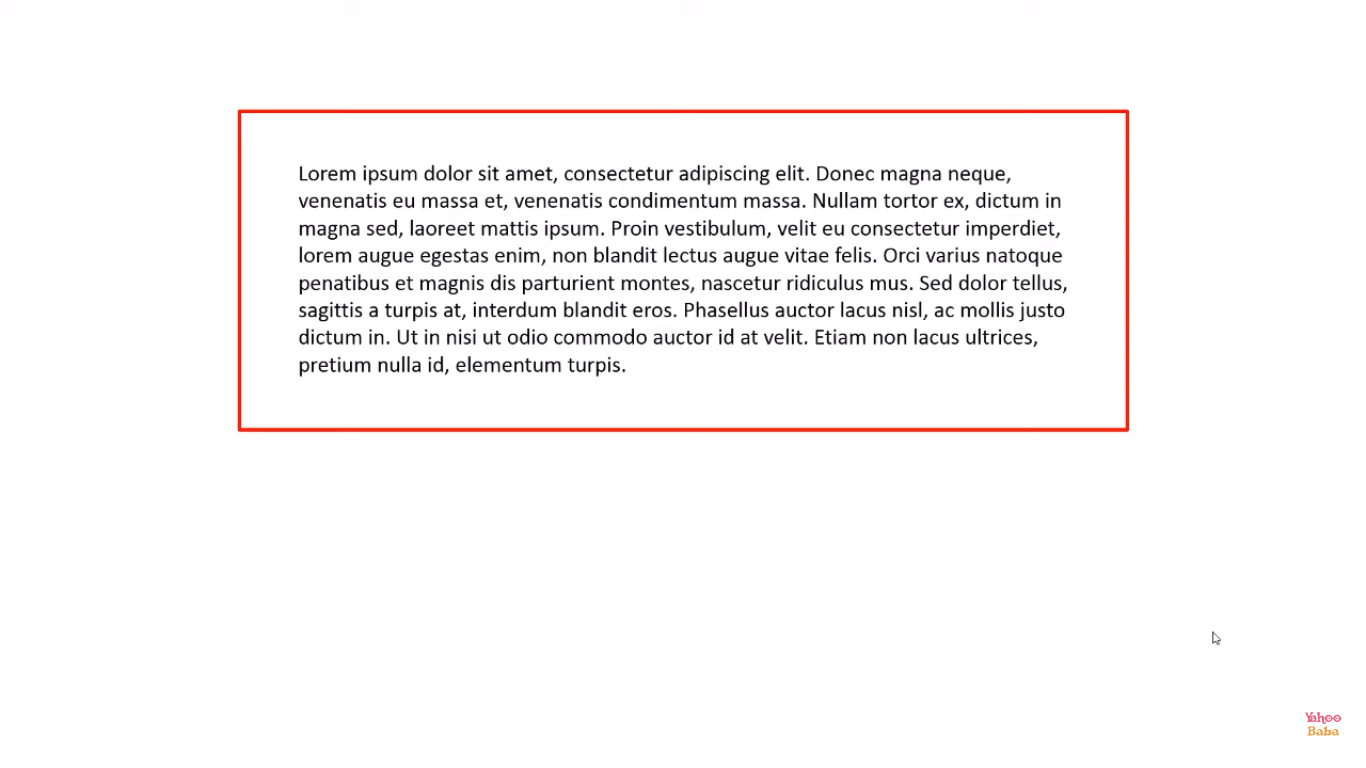 Lorem ipsum dolor sit amet, consectetur adipiscing elit. Donec magna neque,
venenatis eu massa et, venenatis condimentum massa. Nullam tortor ex, dictum in
magna sed, laoreet mattis ipsum. Proin vestibulum, velit eu consectetur imperdiet,
lorem augue egestas enim, non blandit lectus augue vitae felis. Orci varius natoque
penatibus et magnis dis parturient montes, nascetur ridiculus mus. Sed dolor tellus,
sagittis a turpis at, interdum blandit eros. Phasellus auctor lacus nisl, ac mollis justo
dictum in. Ut in nisi ut odio commodo auctor id at velit. Etiam non lacus ultrices,
pretium nulla id, elementum turpis.
Yahoo
Baba